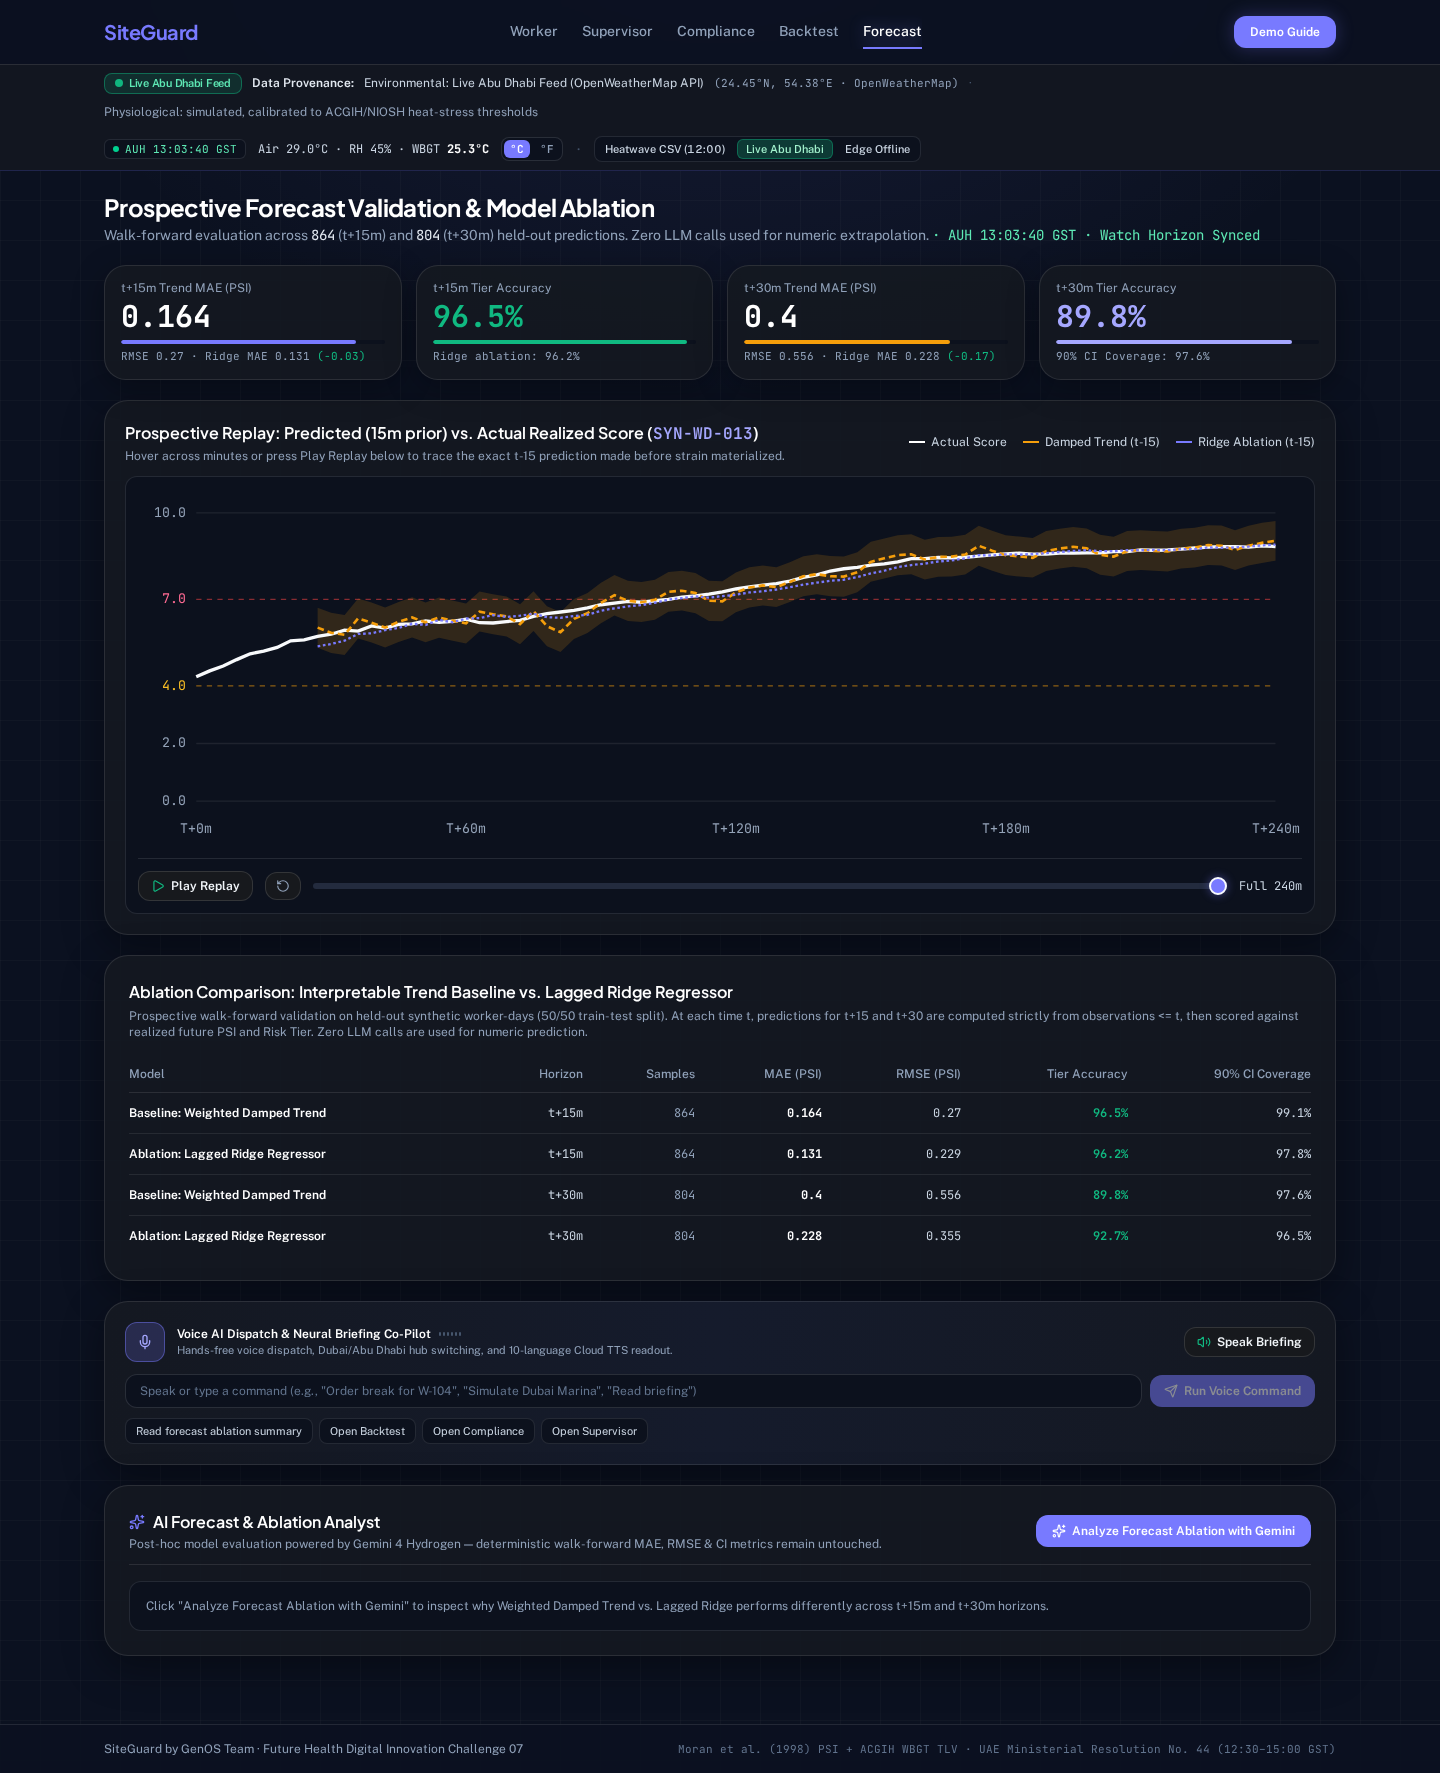 SiteGuard
Worker Supervisor Compliance Backtest Forecast
Demo Guide
Live Abu Dhabi Feed Data Provenance: Environmental: Live Abu Dhabi Feed (OpenWeatherMap API) (24.45°N, 54.38°E · OpenWeatherMap) ·
Physiological: simulated, calibrated to ACGIH/NIOSH heat-stress thresholds
AUH 13:03:40 GST Air 29.0°C · RH 45% · WBGT 25.3°C °C °F · Heatwave CSV (12:00) Live Abu Dhabi Edge Offline
Prospective Forecast Validation & Model Ablation
Walk-forward evaluation across 864 (t+15m) and 804 (t+30m) held-out predictions. Zero LLM calls used for numeric extrapolation. · AUH 13:03:40 GST · Watch Horizon Synced
t+15m Trend MAE (PSI)
0.164
RMSE 0.27 · Ridge MAE 0.131 (-0.03)
t+15m Tier Accuracy
96.5%
Ridge ablation: 96.2%
t+30m Trend MAE (PSI)
0.4
RMSE 0.556 · Ridge MAE 0.228 (-0.17)
t+30m Tier Accuracy
89.8%
90% CI Coverage: 97.6%
Prospective Replay: Predicted (15m prior) vs. Actual Realized Score (SYN-WD-013)
Hover across minutes or press Play Replay below to trace the exact t-15 prediction made before strain materialized.
Actual Score Damped Trend (t-15) Ridge Ablation (t-15)
10.0
7.0
4.0
2.0
0.0
T+0m T+60m T+120m T+180m T+240m
Play Replay
Full 240m
Ablation Comparison: Interpretable Trend Baseline vs. Lagged Ridge Regressor
Prospective walk-forward validation on held-out synthetic worker-days (50/50 train-test split). At each time t, predictions for t+15 and t+30 are computed strictly from observations <= t, then scored against
realized future PSI and Risk Tier. Zero LLM calls are used for numeric prediction.
Model Horizon Samples MAE (PSI) RMSE (PSI) Tier Accuracy 90% CI Coverage
Baseline: Weighted Damped Trend t+15m 864 0.164 0.27 96.5% 99.1%
Ablation: Lagged Ridge Regressor t+15m 864 0.131 0.229 96.2% 97.8%
Baseline: Weighted Damped Trend t+30m 804 0.4 0.556 89.8% 97.6%
Ablation: Lagged Ridge Regressor t+30m 804 0.228 0.355 92.7% 96.5%
Voice AI Dispatch & Neural Briefing Co-Pilot
Hands-free voice dispatch, Dubai/Abu Dhabi hub switching, and 10-language Cloud TTS readout.
Speak Briefing
Speak or type a command (e.g., "Order break for W-104", "Simulate Dubai Marina", "Read briefing")
Run Voice Command
Read forecast ablation summary Open Backtest Open Compliance Open Supervisor
AI Forecast & Ablation Analyst
Post-hoc model evaluation powered by Gemini 4 Hydrogen — deterministic walk-forward MAE, RMSE & CI metrics remain untouched.
Analyze Forecast Ablation with Gemini
Click "Analyze Forecast Ablation with Gemini" to inspect why Weighted Damped Trend vs. Lagged Ridge performs differently across t+15m and t+30m horizons.
SiteGuard by GenOS Team · Future Health Digital Innovation Challenge 07
Moran et al. (1998) PSI + ACGIH WBGT TLV · UAE Ministerial Resolution No. 44 (12:30–15:00 GST)